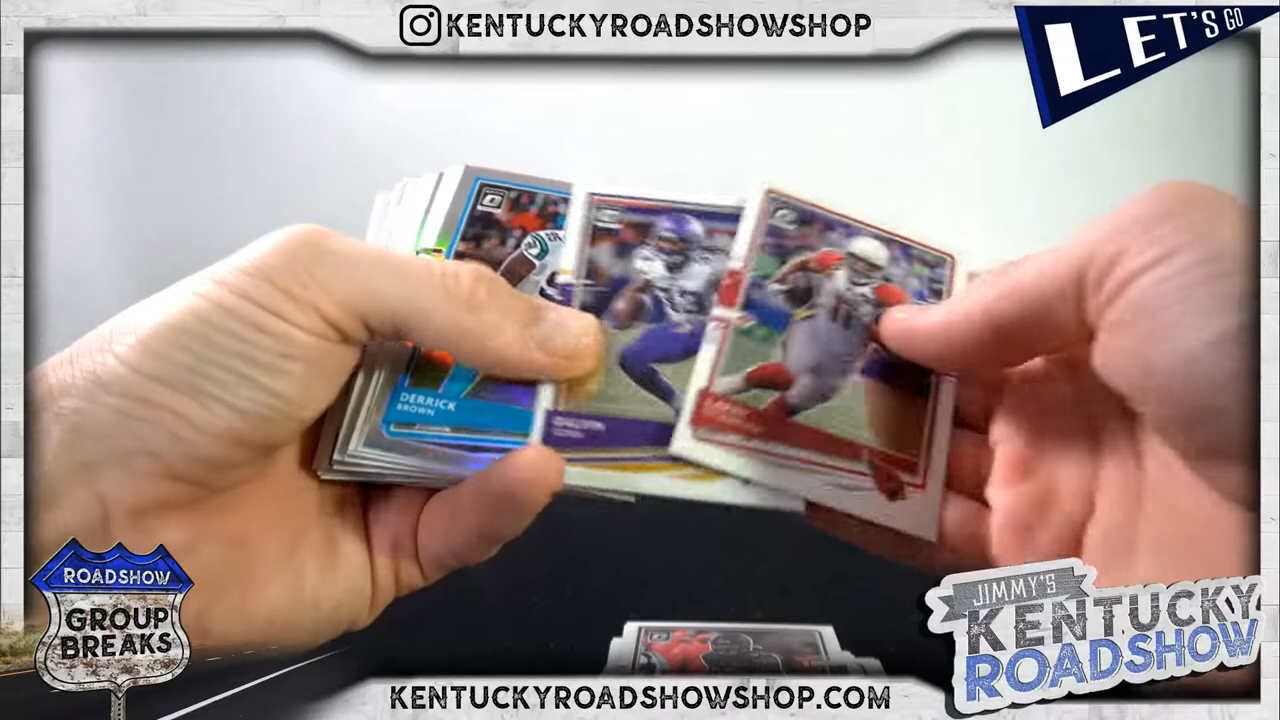 KENTUCKYROADSHOWSHOP
LET'S GO
DERRICK
BROWN
ROADSHOW
GROUP
BREAKS
JIMMY'S
KENTUCKY
ROADSHOW
KENTUCKYROADSHOWSHOP.COM